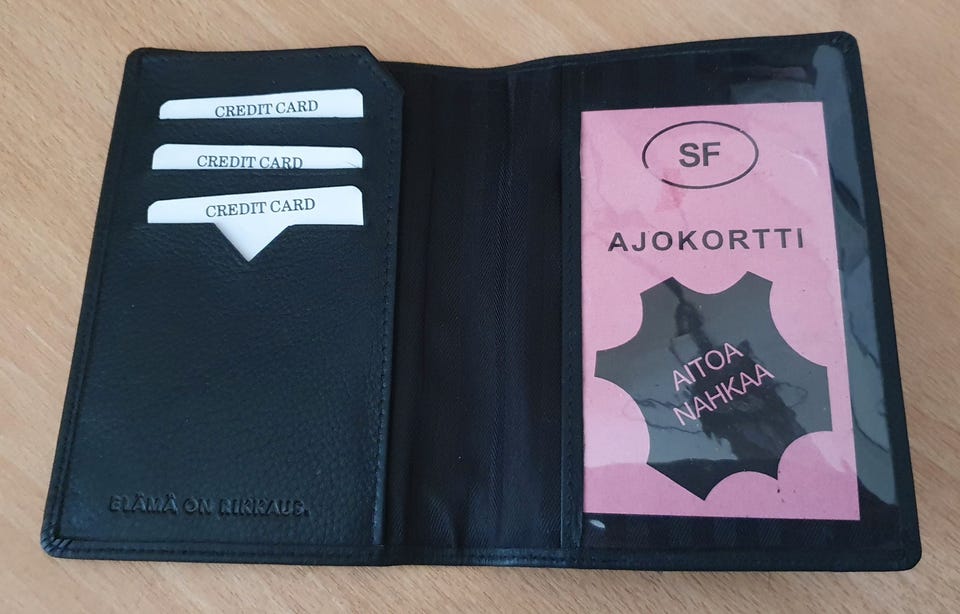 CREDIT CARD
CREDIT CARD
CREDIT CARD
ELÄMÄ ON RIKKAUS.
SF
AJOKORTTI
AITOA
NAHKAA